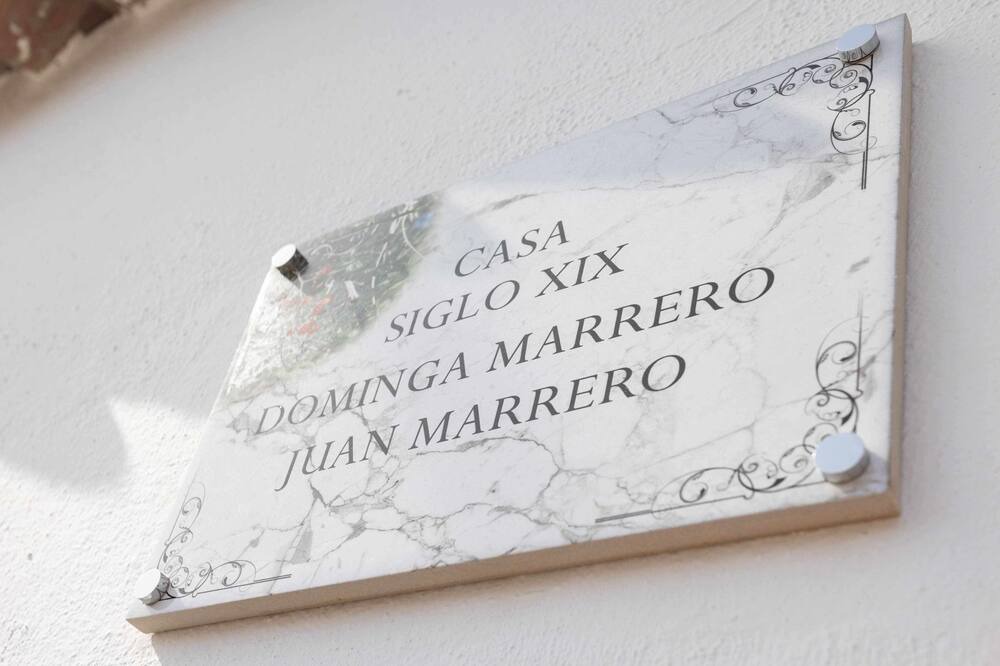 CASA
SIGLO XIX
DOMINGA MARRERO
JUAN MARRERO